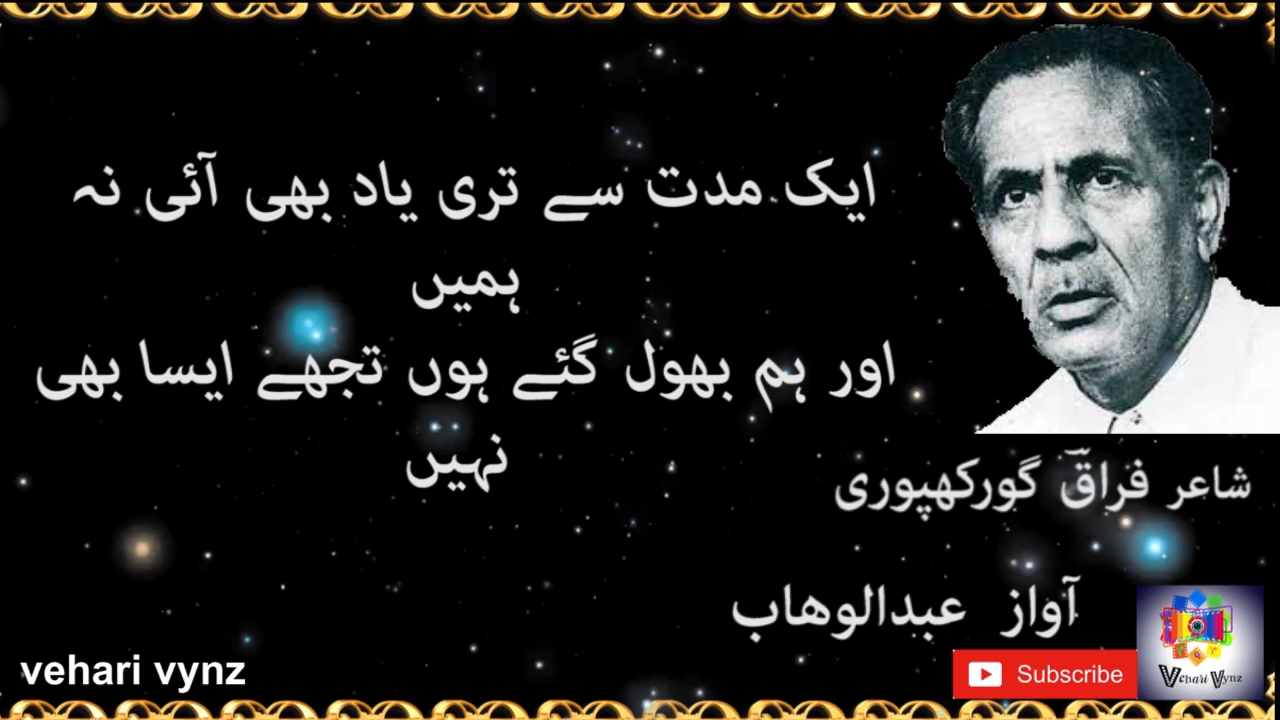 ایک مدت سے تری یاد بھی آئی نہ
ہمیں
اور ہم بھول گئے ہوں تجھے ایسا بھی
نہیں
شاعر فراقؔ گورکھپوری
آواز عبدالوھاب
vehari vynz
Subscribe
Vehari Vynz